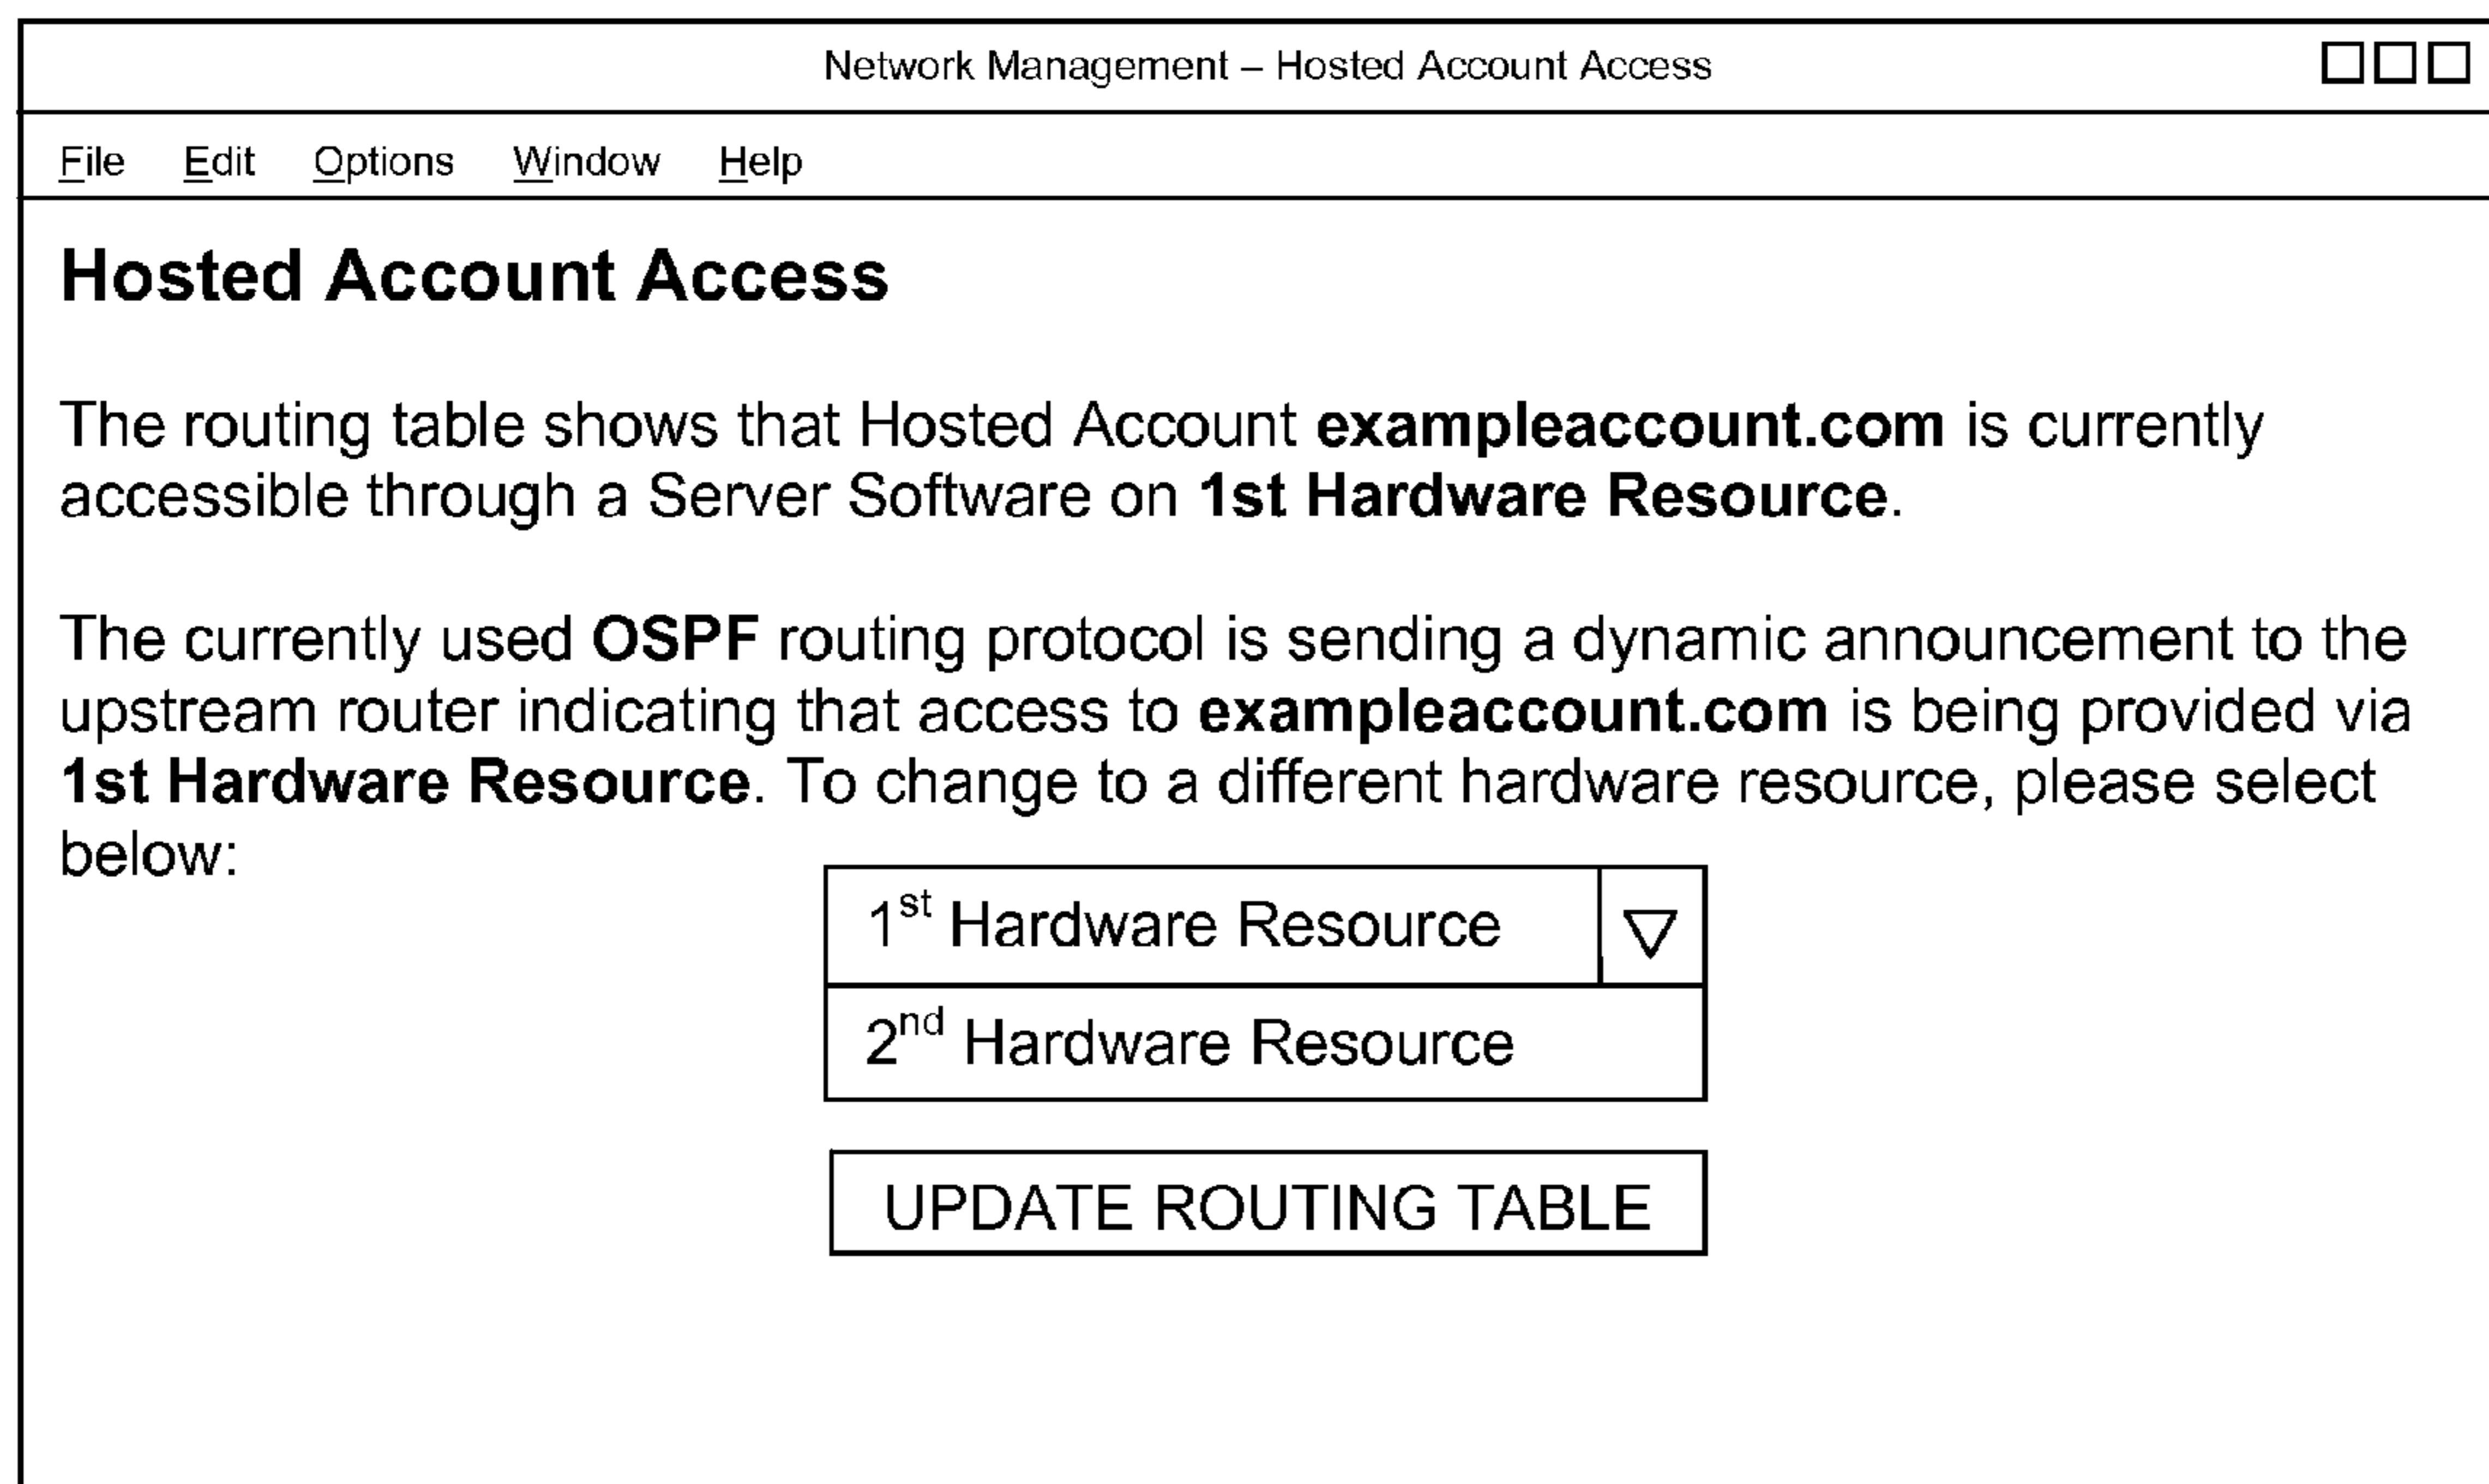 Network Management – Hosted Account Access
File Edit Options Window Help
Hosted Account Access
The routing table shows that Hosted Account exampleaccount.com is currently
accessible through a Server Software on 1st Hardware Resource.
The currently used OSPF routing protocol is sending a dynamic announcement to the
upstream router indicating that access to exampleaccount.com is being provided via
1st Hardware Resource. To change to a different hardware resource, please select
below:
1st Hardware Resource
2nd Hardware Resource
UPDATE ROUTING TABLE